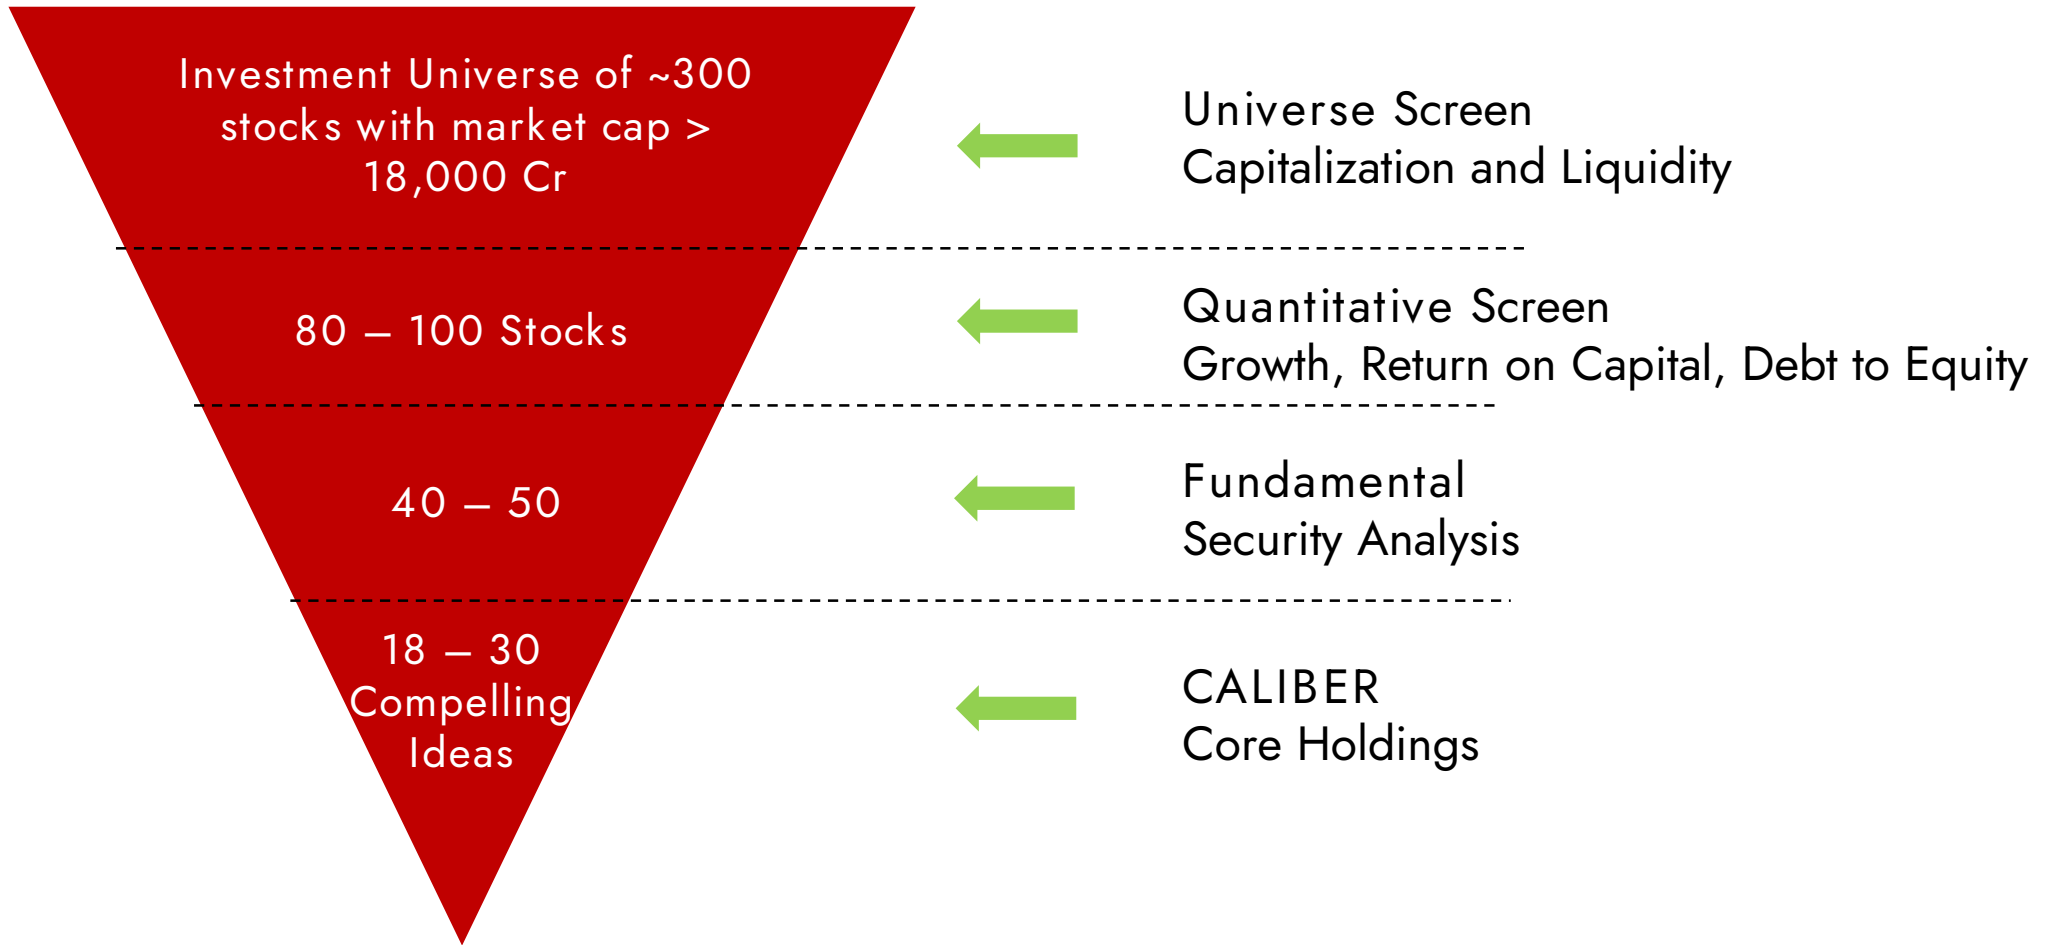 Investment Universe of ~300
stocks with market cap >
18,000 Cr
Universe Screen
Capitalization and Liquidity
80 – 100 Stocks
Quantitative Screen
Growth, Return on Capital, Debt to Equity
40 – 50
Fundamental
Security Analysis
18 – 30
Compelling
Ideas
CALIBER
Core Holdings